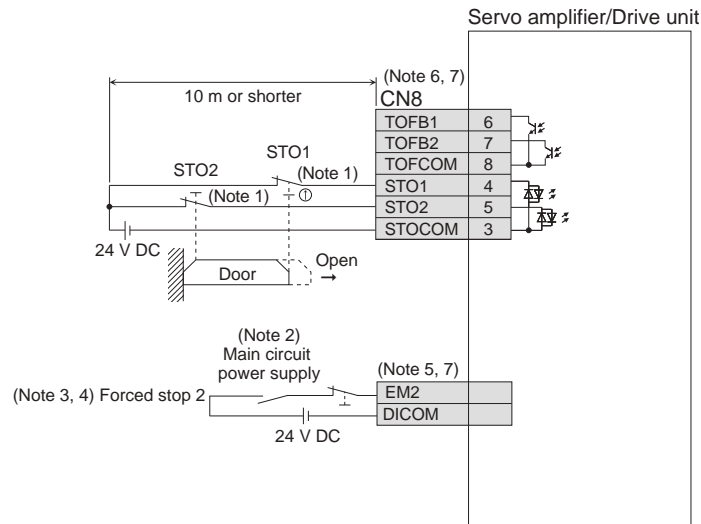 Servo amplifier/Drive unit
(Note 6, 7)
10 m or shorter
CN8
TOFB1 6
TOFB2 7
TOFCOM 8
STO1 4
STO2 5
STOCOM 3
STO1
STO2
(Note 1)
(Note 1)
24 V DC
Door
Open
(Note 2)
Main circuit
power supply
(Note 5, 7)
(Note 3, 4) Forced stop 2
EM2
DICOM
24 V DC